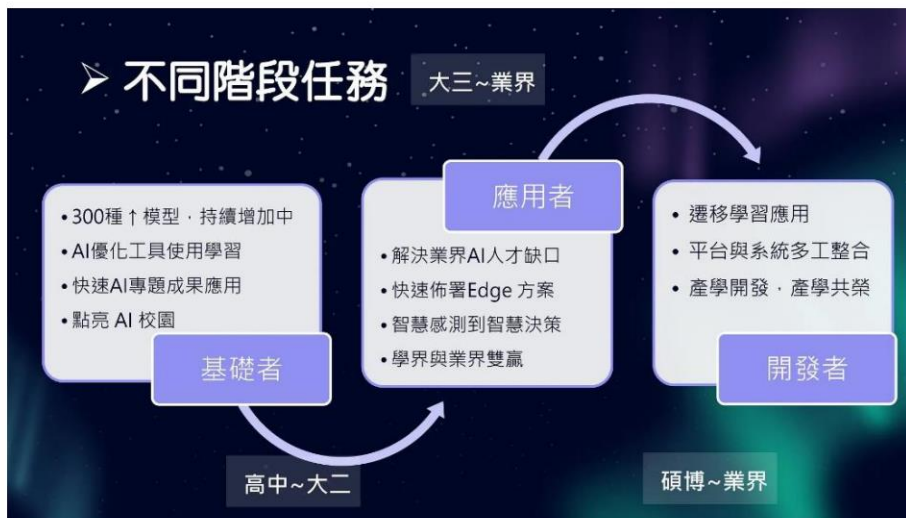 ➢ 不同階段任務
大三~業界
• 300種↑模型，持續增加中
• AI優化工具使用學習
• 快速AI專題成果應用
• 點亮 AI 校園
基礎者
高中~大二
應用者
• 解決業界AI人才缺口
• 快速佈署Edge 方案
• 智慧感測到智慧決策
• 學界與業界雙贏
• 遷移學習應用
• 平台與系統多工整合
• 產學開發，產學共榮
開發者
碩博~業界